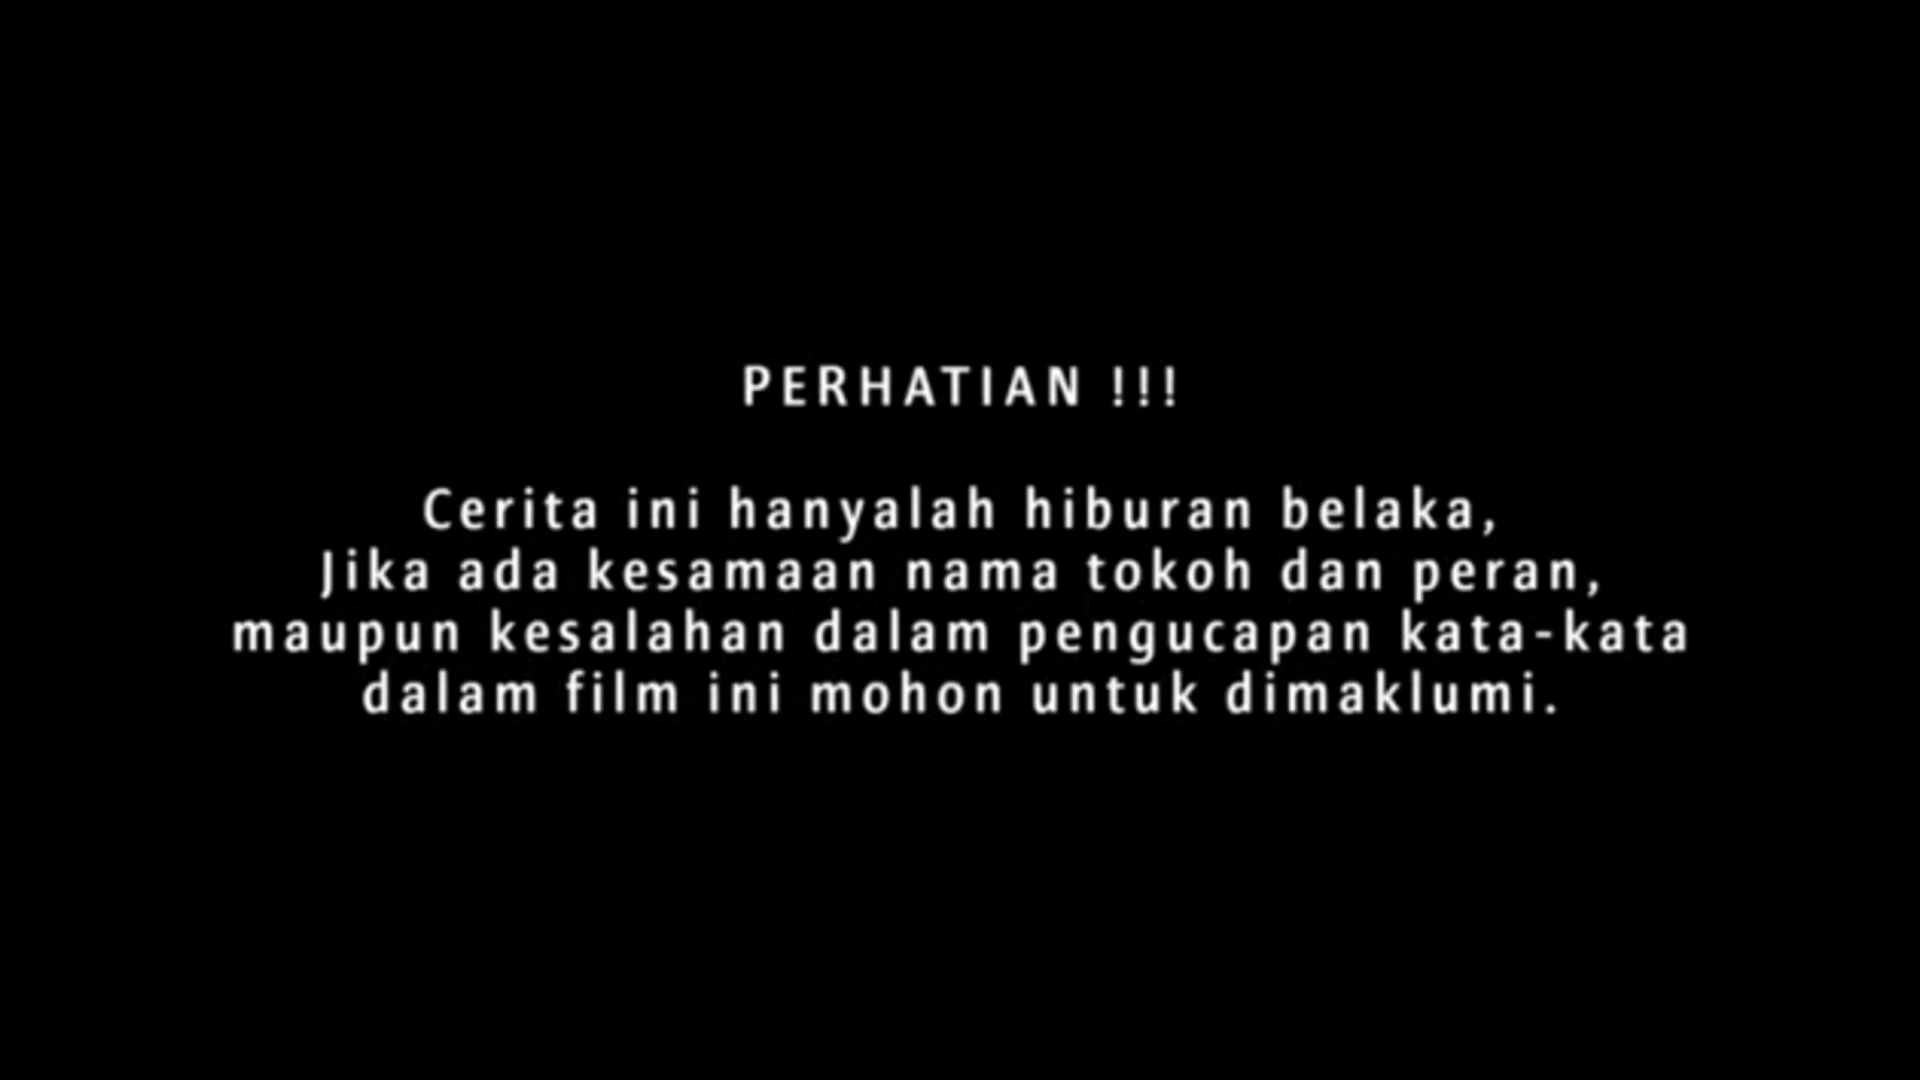 PERHATIAN !!!
Cerita ini hanyalah hiburan belaka,
Jika ada kesamaan nama tokoh dan peran,
maupun kesalahan dalam pengucapan kata-kata
dalam film ini mohon untuk dimaklumi.